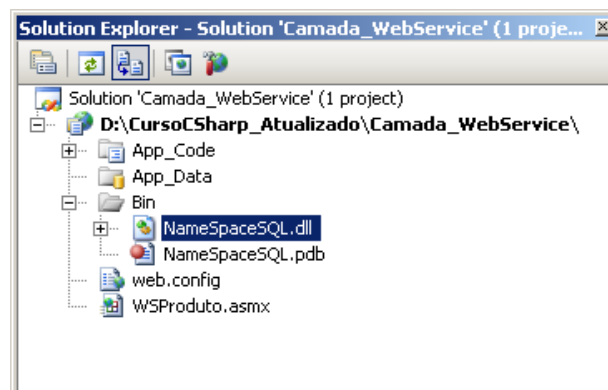 Solution Explorer - Solution 'Camada_WebService' (1 proje...
Solution 'Camada_WebService' (1 project)
D:\CursoCSharp_Atualizado\Camada_WebService\
App_Code
App_Data
Bin
NameSpaceSQL.dll
NameSpaceSQL.pdb
web.config
WSProduto.asmx